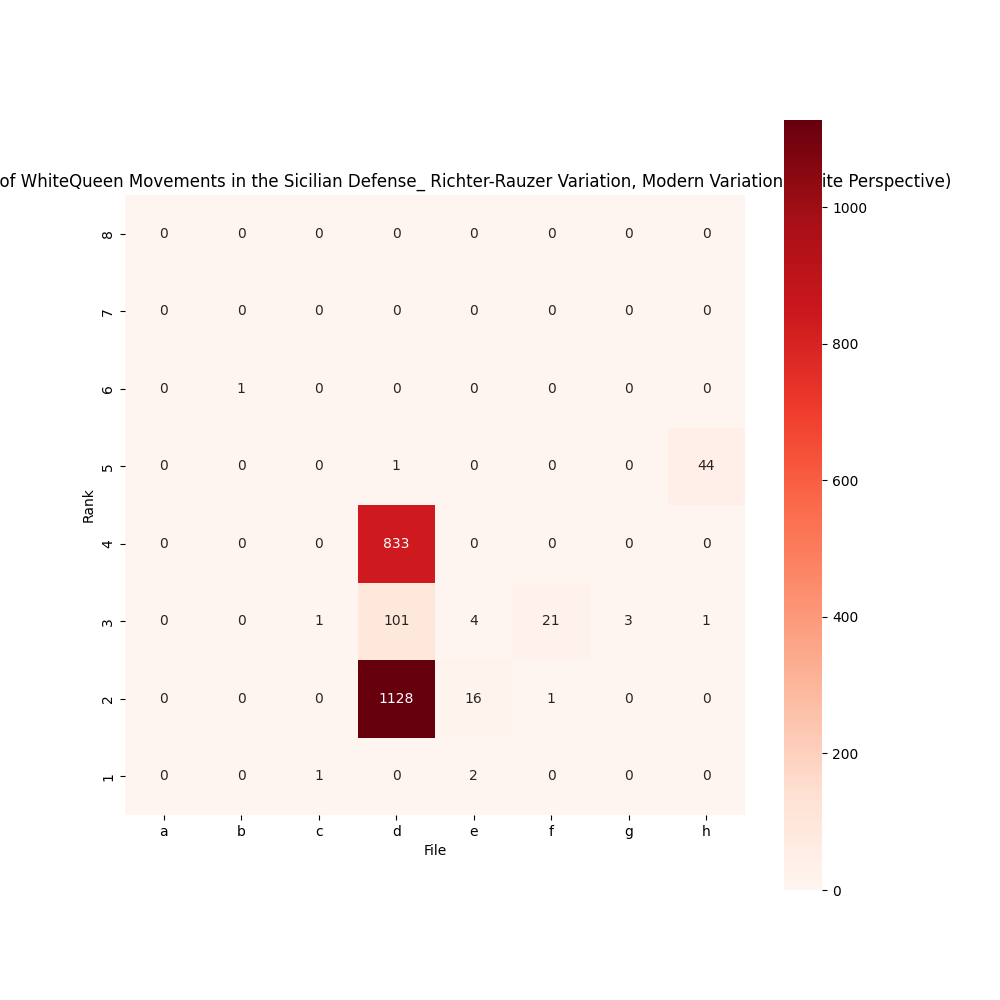 of WhiteQueen Movements in the Sicilian Defense_ Richter-Rauzer Variation, Modern Variation ite Perspective)
8 0 0 0 0 0 0 0 0
7 0 0 0 0 0 0 0 0
6 0 1 0 0 0 0 0 0
5 0 0 0 1 0 0 0 44
4 0 0 0 833 0 0 0 0
3 0 0 1 101 4 21 3 1
2 0 0 0 1128 16 1 0 0
1 0 0 1 0 2 0 0 0
a b c d e f g h
File
Rank
1000
800
600
400
200
0